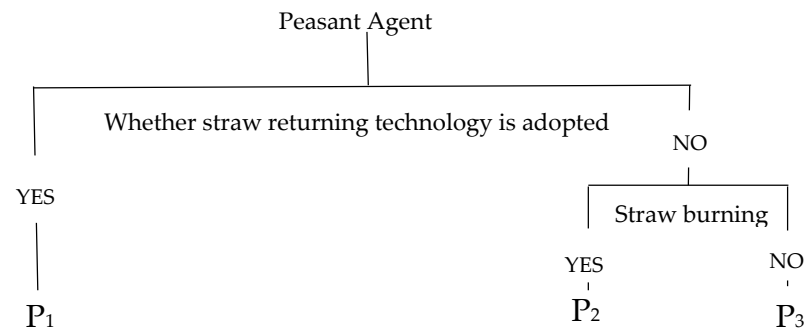 Peasant Agent
Whether straw returning technology is adopted
NO
YES
Straw burning
YES
NO
P1
P2
P3